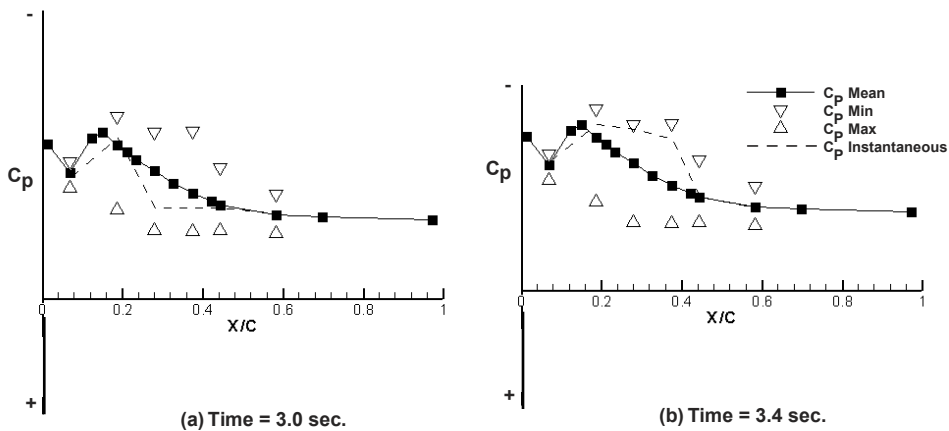 -
Cp
0 0.2 0.4 0.6 0.8 1
X/C
+
(a) Time = 3.0 sec.
-
Cp
Cp Mean
Cp Min
Cp Max
Cp Instantaneous
0 0.2 0.4 0.6 0.8 1
X/C
+
(b) Time = 3.4 sec.